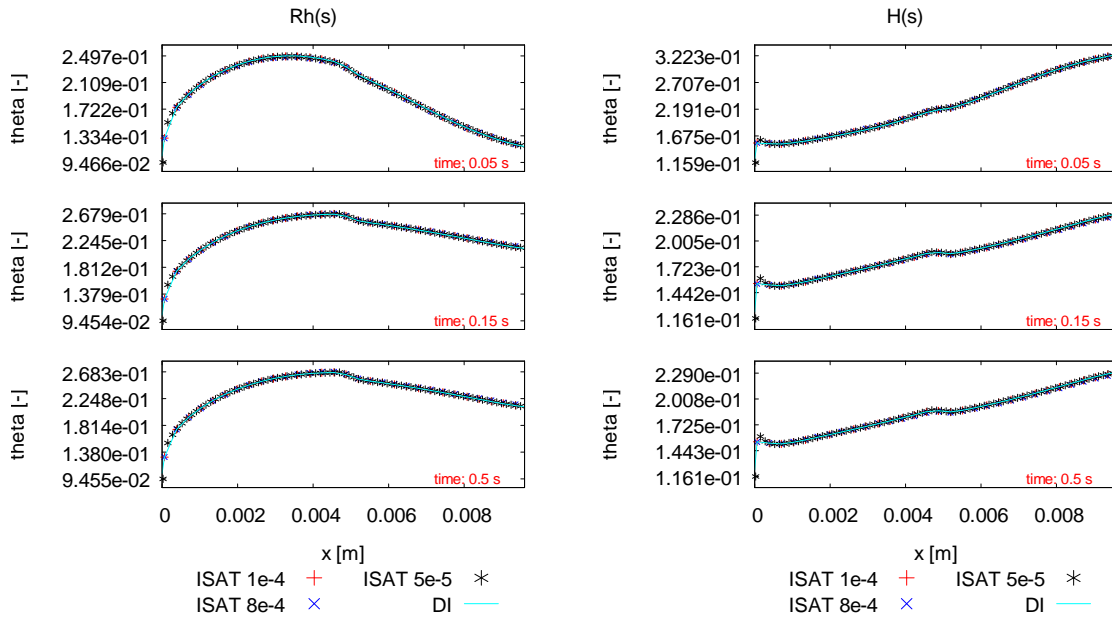 Rh(s)
theta [-]
2.497e-01
2.109e-01
1.722e-01
1.334e-01
9.466e-02
time; 0.05 s
theta [-]
2.679e-01
2.245e-01
1.812e-01
1.379e-01
9.454e-02
time; 0.15 s
theta [-]
2.683e-01
2.248e-01
1.814e-01
1.380e-01
9.455e-02
time; 0.5 s
0 0.002 0.004 0.006 0.008
x [m]
ISAT 1e-4 ISAT 5e-5
ISAT 8e-4 DI
H(s)
theta [-]
3.223e-01
2.707e-01
2.191e-01
1.675e-01
1.159e-01
time; 0.05 s
theta [-]
2.286e-01
2.005e-01
1.723e-01
1.442e-01
1.161e-01
time; 0.15 s
theta [-]
2.290e-01
2.008e-01
1.725e-01
1.443e-01
1.161e-01
time; 0.5 s
0 0.002 0.004 0.006 0.008
x [m]
ISAT 1e-4 ISAT 5e-5
ISAT 8e-4 DI